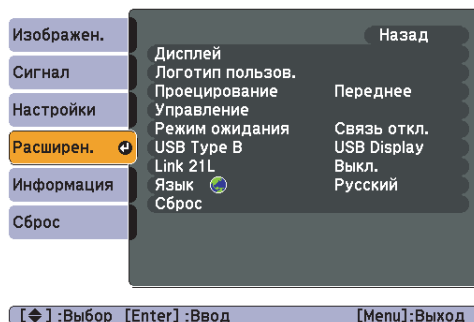 Изображен.
Сигнал
Настройки
Расширен.
Информация
Сброс
Назад
Дисплей
Логотип пользов.
Проецирование Переднее
Управление
Режим ожидания Связь откл.
USB Type B USB Display
Link 21L Выкл.
Язык Русский
Сброс
[ ] :Выбор [Enter] :Ввод [Menu]:Выход